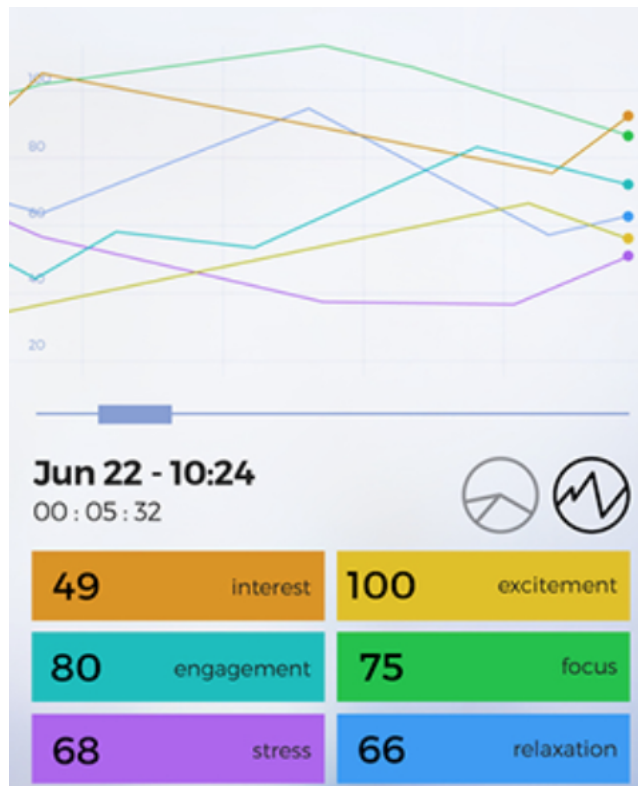 100
80
60
40
20
Jun 22 - 10:24
00 : 05 : 32
49 interest
100 excitement
80 engagement
75 focus
68 stress
66 relaxation